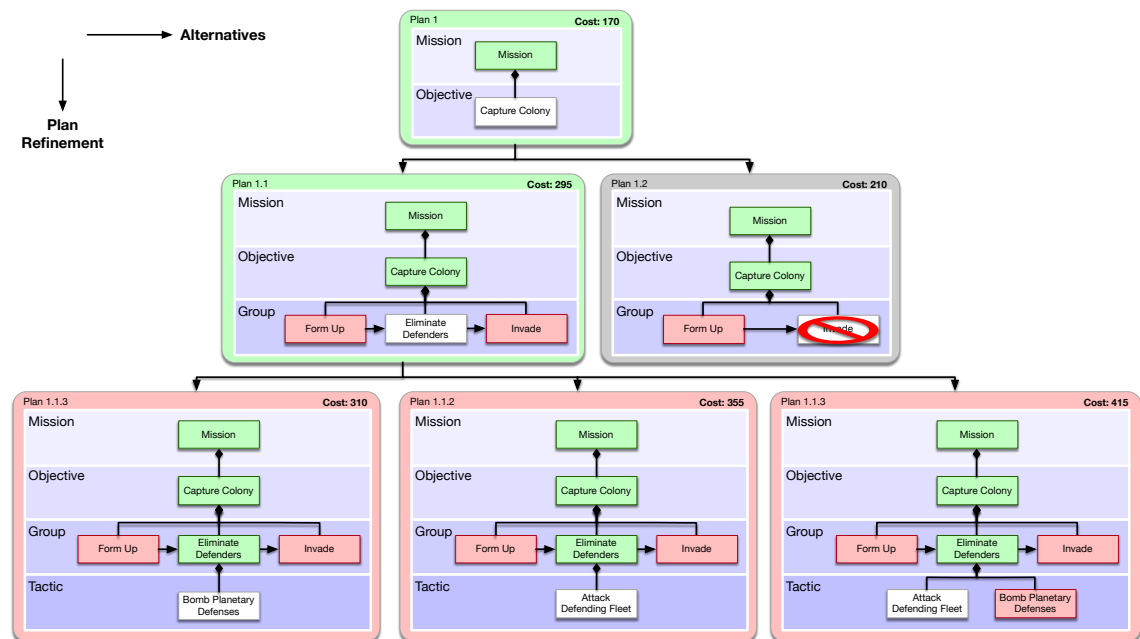 Alternatives
Plan
Refinement
Plan 1
Cost: 170
Mission
Mission
Objective
Capture Colony
Plan 1.1
Cost: 295
Mission
Mission
Objective
Capture Colony
Group
Form Up
Eliminate
Defenders
Invade
Plan 1.2
Cost: 210
Mission
Mission
Objective
Capture Colony
Group
Form Up
Invade
Plan 1.1.3
Cost: 310
Mission
Mission
Objective
Capture Colony
Group
Form Up
Eliminate
Defenders
Invade
Tactic
Bomb Planetary
Defenses
Plan 1.1.2
Cost: 355
Mission
Mission
Objective
Capture Colony
Group
Form Up
Eliminate
Defenders
Invade
Tactic
Attack
Defending Fleet
Plan 1.1.3
Cost: 415
Mission
Mission
Objective
Capture Colony
Group
Form Up
Eliminate
Defenders
Invade
Tactic
Attack
Defending Fleet
Bomb Planetary
Defenses